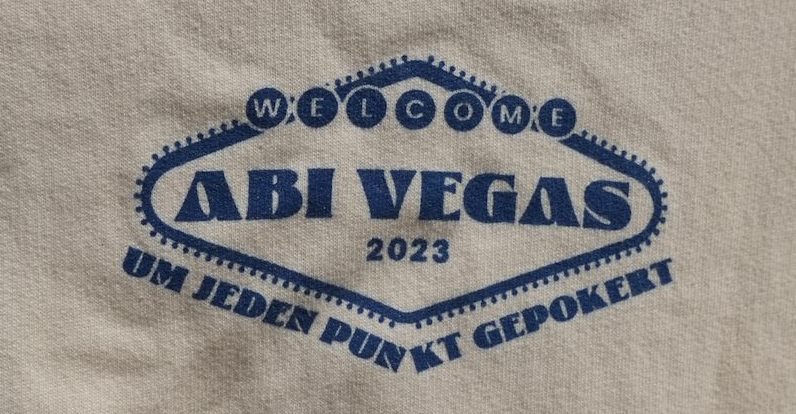 WELCOME
ABI VEGAS
2023
UM JEDEN PUNKT GEPOKERT